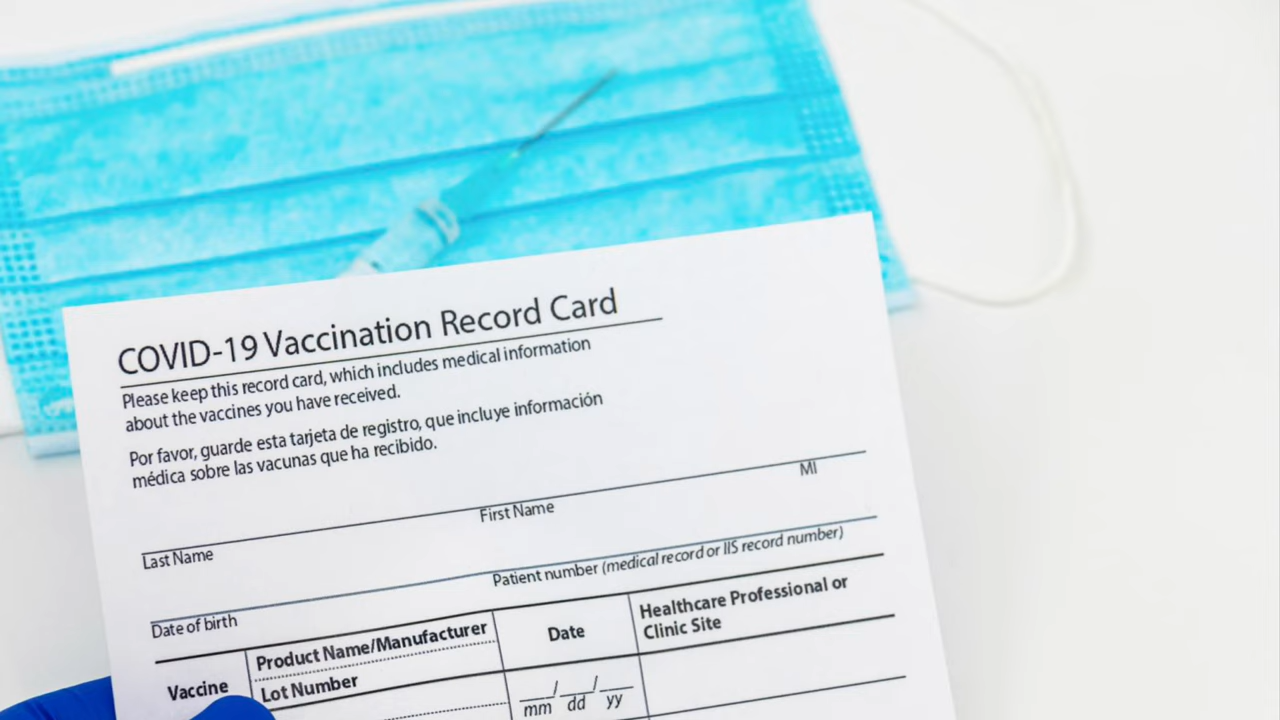 COVID-19 Vaccination Record Card
Please keep this record card, which includes medical information
about the vaccines you have received.
Por favor, guarde esta tarjeta de registro, que incluye información
médica sobre las vacunas que ha recibido.
Last Name First Name MI
Date of birth Patient number (medical record or IIS record number)
Vaccine
Product Name/Manufacturer
Lot Number
Date
Healthcare Professional or
Clinic Site
___/___/___
mm dd yy